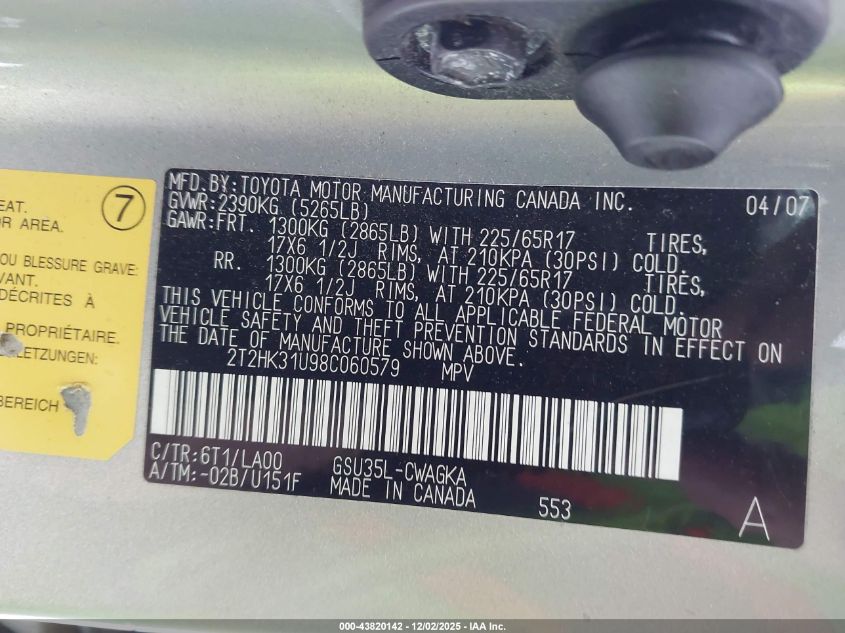 7
EAT.
R AREA.
OU BLESSURE GRAVE:
VANT.
DÉCRITES À
PROPRIÉTAIRE.
LETZUNGEN:
BEREICH
MFD.BY:TOYOTA MOTOR MANUFACTURING CANADA INC. 04/07
GVWR:2390KG (5265LB)
GAWR:FRT. 1300KG (2865LB) WITH 225/65R17 TIRES,
17X6 1/2J RIMS, AT 210KPA (30PSI) COLD.
RR. 1300KG (2865LB) WITH 225/65R17 TIRES,
17X6 1/2J RIMS, AT 210KPA (30PSI) COLD.
THIS VEHICLE CONFORMS TO ALL APPLICABLE FEDERAL MOTOR
VEHICLE SAFETY AND THEFT PREVENTION STANDARDS IN EFFECT ON
THE DATE OF MANUFACTURE SHOWN ABOVE.
2T2HK31U98C060579 MPV
C/TR:6T1/LA00 GSU35L-CWAGKA
A/TM:-02B/U151F MADE IN CANADA 553 A
000-43820142 - 12/02/2025 - IAA Inc.